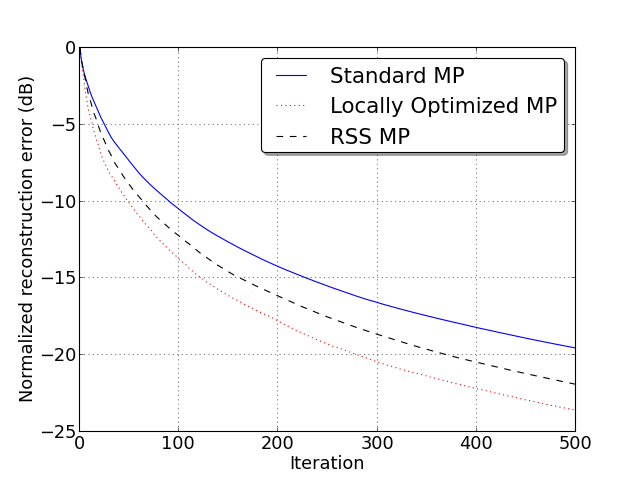 0
−5
−10
−15
−20
−25
Normalized reconstruction error (dB)
Standard MP
Locally Optimized MP
RSS MP
0 100 200 300 400 500
Iteration